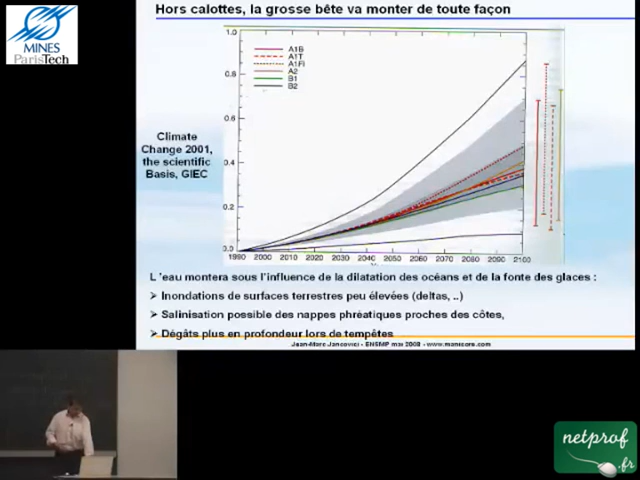 Hors calottes, la grosse bête va monter de toute façon
MINES
ParisTech
1.0
0.8
0.6
0.4
0.2
0.0
A1B
A1T
A1FI
A2
B1
B2
Climate
Change 2001,
the scientific
Basis, GIEC
1990 2000 2010 2020 2030 2040 2050 2060 2070 2080 2090 2100
L 'eau montera sous l'influence de la dilatation des océans et de la fonte des glaces :
➢ Inondations de surfaces terrestres peu élevées (deltas, ..)
➢ Salinisation possible des nappes phréatiques proches des côtes,
➢ Dégâts plus en profondeur lors de tempêtes
Jean-Marc Jancovici - ENSMP mai 2008 - www.manicore.com
netprof
.fr